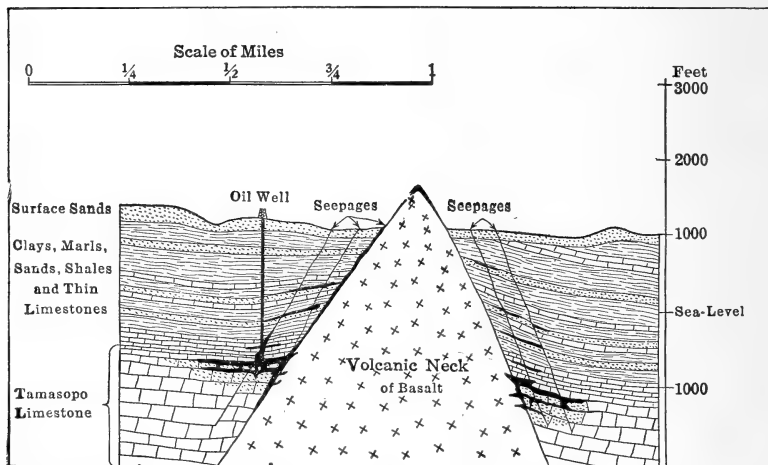 Scale of Miles
0 ¼ ½ ¾ 1
Feet
3000
2000
1000
Sea-Level
1000
Oil Well
Seepages
Seepages
Surface Sands
Clays, Marls,
Sands, Shales
and Thin
Limestones
Tamasopo
Limestone
Volcanic Neck
of Basalt